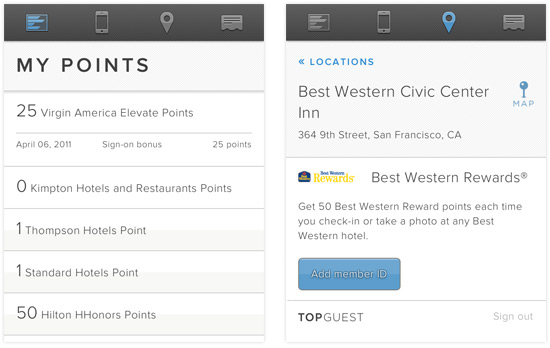 MY POINTS
25 Virgin America Elevate Points
April 06, 2011 Sign-on bonus 25 points
0 Kimpton Hotels and Restaurants Points
1 Thompson Hotels Point
1 Standard Hotels Point
50 Hilton HHonors Points
« LOCATIONS
Best Western Civic Center
Inn
MAP
364 9th Street, San Francisco, CA
Best Western
Rewards®
Best Western Rewards®
Get 50 Best Western Reward points each time
you check-in or take a photo at any Best
Western hotel.
Add member ID
TOPGUEST Sign out